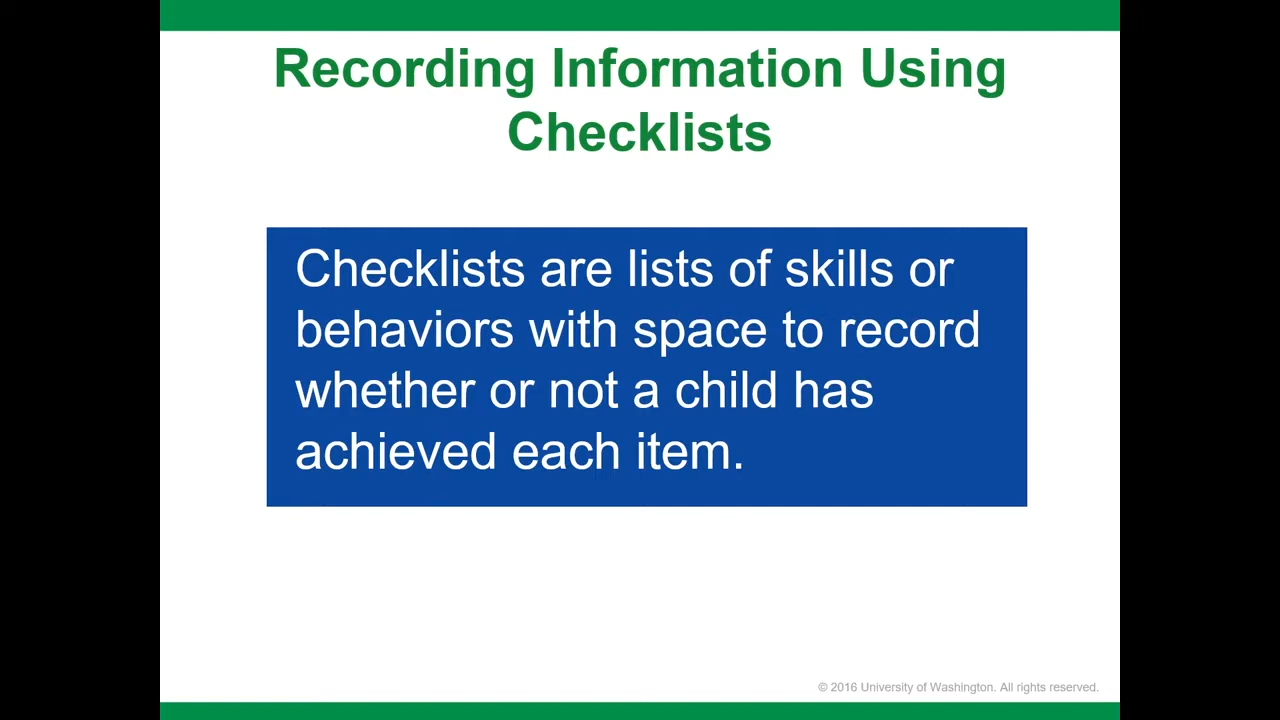 Recording Information Using
Checklists
Checklists are lists of skills or
behaviors with space to record
whether or not a child has
achieved each item.
© 2016 University of Washington. All rights reserved.